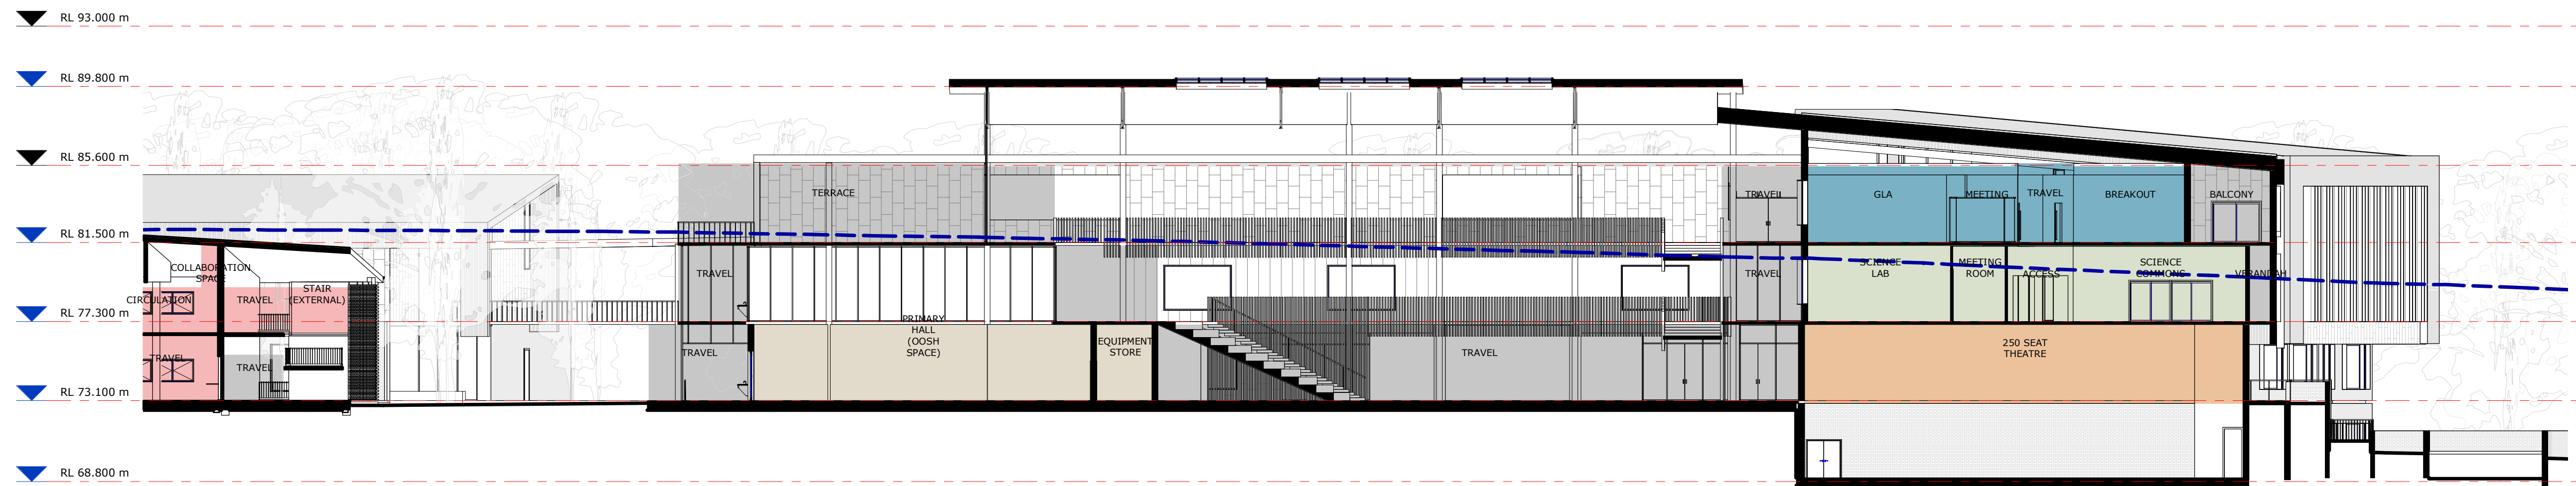 RL 93.000 m
RL 89.800 m
RL 85.600 m
TERRACE
TRAVEL
GLA
MEETING
TRAVEL
BREAKOUT
BALCONY
RL 81.500 m
COLLABORATION
SPACE
TRAVEL
TRAVEL
SCIENCE
LAB
MEETING
ROOM
ACCESS
SCIENCE
COMMONS
VERANDAH
CIRCULATION
TRAVEL
STAIR
(EXTERNAL)
RL 77.300 m
PRIMARY
HALL
(OOSH
SPACE)
TRAVEL
TRAVEL
TRAVEL
EQUIPMENT
STORE
TRAVEL
250 SEAT
THEATRE
RL 73.100 m
RL 68.800 m